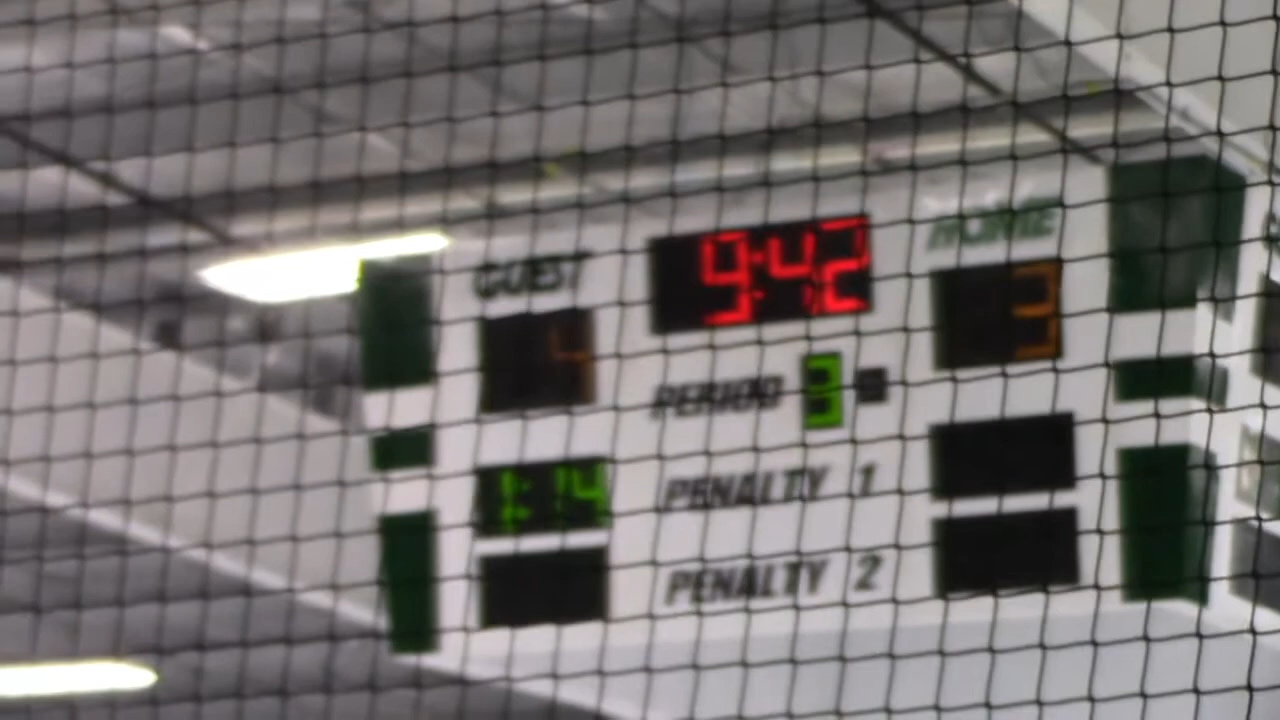 GUEST 9:42 HOME
4 3
PERIOD 3
1:14 PENALTY 1
PENALTY 2